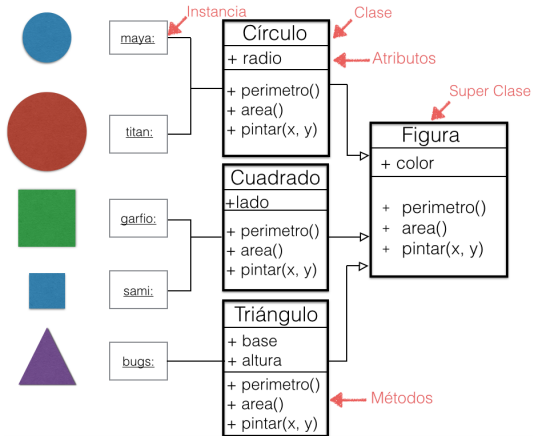 Instancia
maya:
titan:
garfio:
sami:
bugs:
Círculo
+ radio
+ perimetro()
+ area()
+ pintar(x, y)
Clase
Atributos
Cuadrado
+lado
+ perimetro()
+ area()
+ pintar(x, y)
Triángulo
+ base
+ altura
+ perimetro()
+ area()
+ pintar(x, y)
Métodos
Super Clase
Figura
+ color
+ perimetro()
+ area()
+ pintar(x, y)